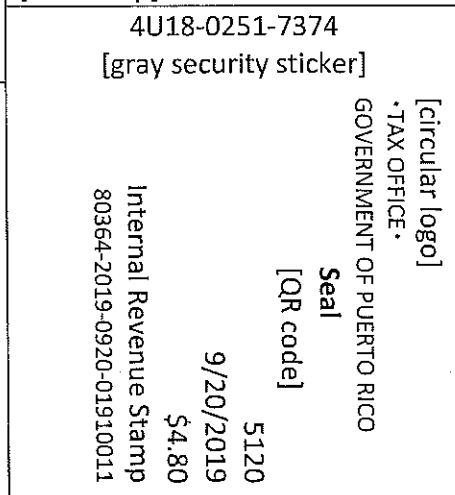 4U18-0251-7374
[gray security sticker]
[circular logo]
·TAX OFFICE·
GOVERNMENT OF PUERTO RICO
Seal
[QR code]
5120
9/20/2019
$4.80
Internal Revenue Stamp
80364-2019-0920-01910011